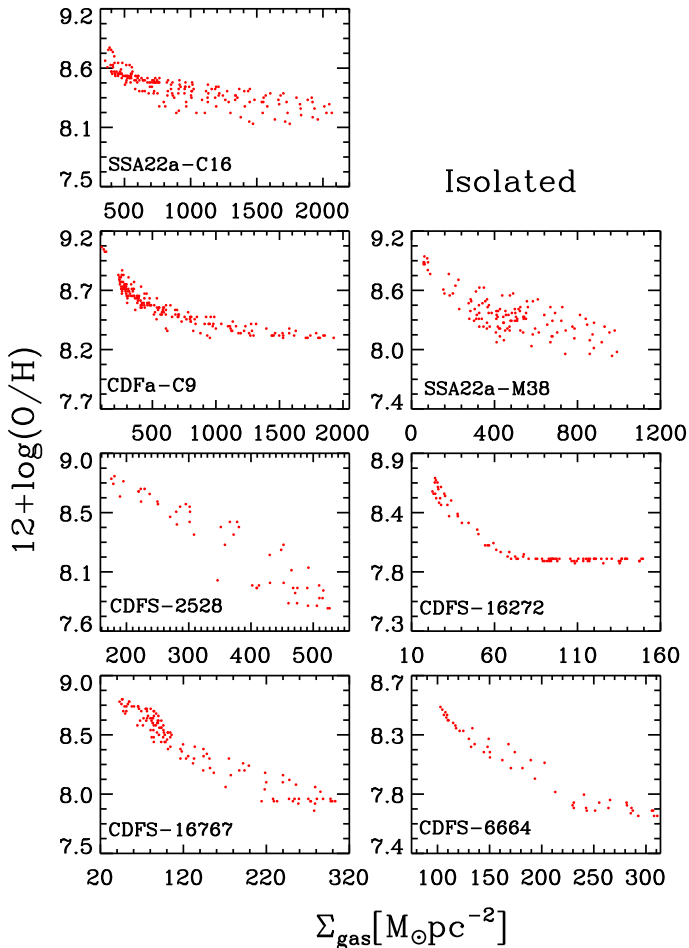 9.2
8.6
8.1
7.5
SSA22a-C16
500 1000 1500 2000
Isolated
9.2
8.7
8.2
7.7
CDFa-C9
500 1000 1500 2000
9.2
8.6
8.0
7.4
SSA22a-M38
0 400 800 1200
12+log(O/H)
9.0
8.5
8.1
7.6
CDFS-2528
200 300 400 500
8.9
8.4
7.8
7.3
CDFS-16272
10 60 110 160
9.0
8.5
8.0
7.5
CDFS-16767
20 120 220 320
8.7
8.3
7.8
7.4
CDFS-6664
100 150 200 250 300
Σgas[M⊙pc−2]